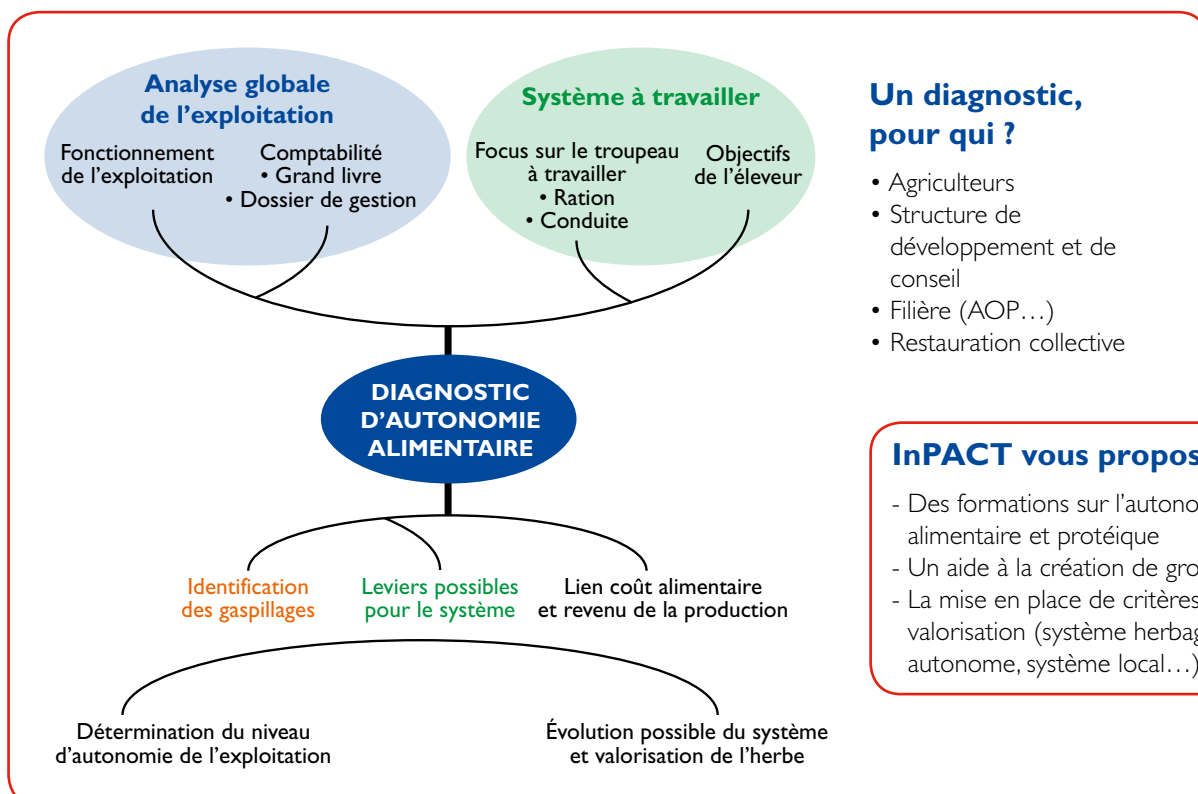 Analyse globale
de l’exploitation
Fonctionnement
de l’exploitation
Comptabilité
• Grand livre
• Dossier de gestion
Système à travailler
Focus sur le troupeau
à travailler
• Ration
• Conduite
Objectifs
de l’éleveur
DIAGNOSTIC
D’AUTONOMIE
ALIMENTAIRE
Identification
des gaspillages
Leviers possibles
pour le système
Lien coût alimentaire
et revenu de la production
Détermination du niveau
d’autonomie de l’exploitation
Évolution possible du système
et valorisation de l’herbe
Un diagnostic,
pour qui ?
• Agriculteurs
• Structure de
développement et de
conseil
• Filière (AOP…)
• Restauration collective
InPACT vous propos
- Des formations sur l’autono
alimentaire et protéique
- Un aide à la création de gro
- La mise en place de critères
valorisation (système herbag
autonome, système local…)